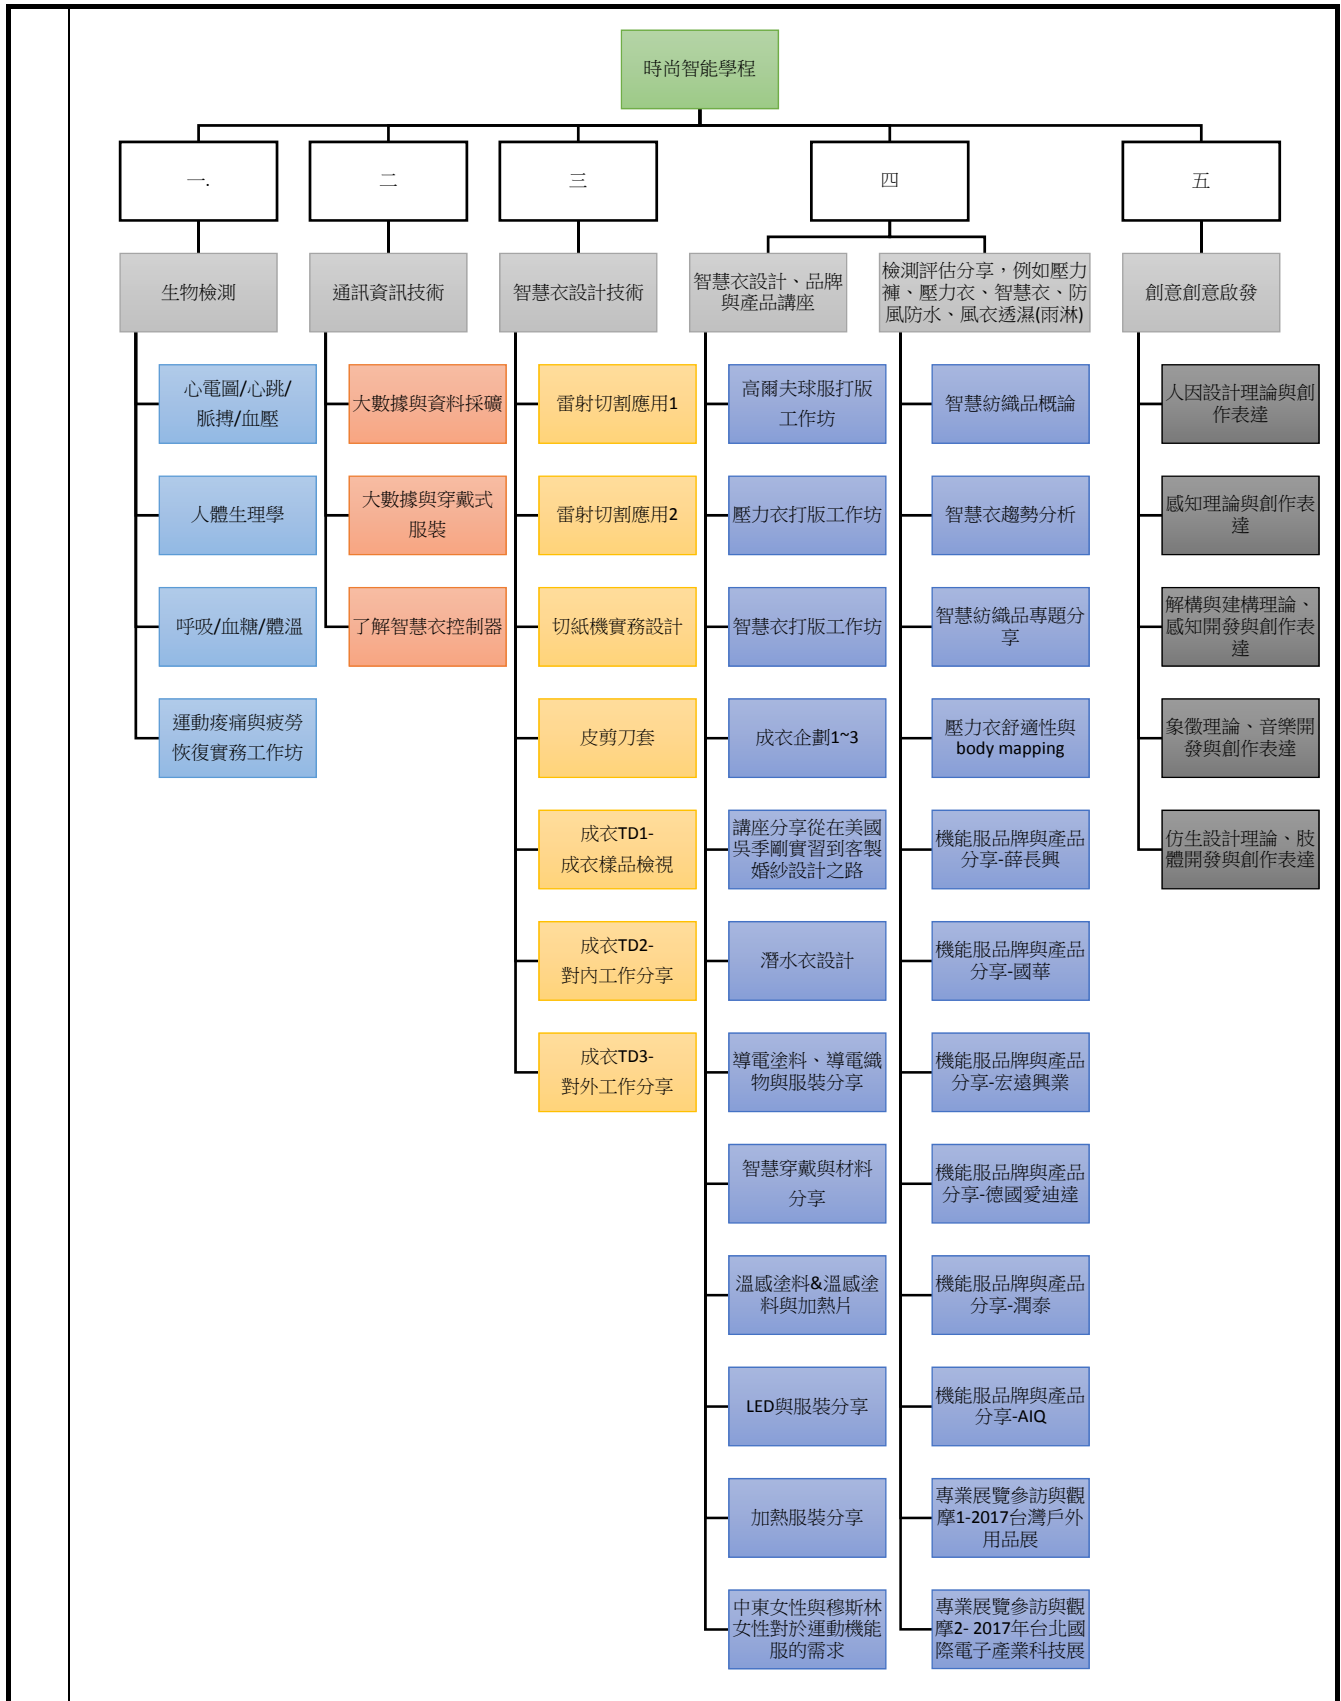 時尚智能學程
一.
二
三
四
五
生物檢測
通訊資訊技術
智慧衣設計技術
智慧衣設計、品牌
與產品講座
檢測評估分享，例如壓力
褲、壓力衣、智慧衣、防
風防水、風衣透濕(雨淋)
創意創意啟發
心電圖/心跳/
脈搏/血壓
人體生理學
呼吸/血糖/體溫
運動痠痛與疲勞
恢復實務工作坊
大數據與資料採礦
大數據與穿戴式
服裝
了解智慧衣控制器
雷射切割應用1
雷射切割應用2
切紙機實務設計
皮剪刀套
成衣TD1-
成衣樣品檢視
成衣TD2-
對內工作分享
成衣TD3-
對外工作分享
高爾夫球服打版
工作坊
壓力衣打版工作坊
智慧衣打版工作坊
成衣企劃1~3
講座分享從在美國
吳季剛實習到客製
婚紗設計之路
潛水衣設計
導電塗料、導電織
物與服裝分享
智慧穿戴與材料
分享
溫感塗料&溫感塗
料與加熱片
LED與服裝分享
加熱服裝分享
中東女性與穆斯林
女性對於運動機能
服的需求
智慧紡織品概論
智慧衣趨勢分析
智慧紡織品專題分
享
壓力衣舒適性與
body mapping
機能服品牌與產品
分享-薛長興
機能服品牌與產品
分享-國華
機能服品牌與產品
分享-宏遠興業
機能服品牌與產品
分享-德國愛迪達
機能服品牌與產品
分享-潤泰
機能服品牌與產品
分享-AIQ
專業展覽參訪與觀
摩1-2017台灣戶外
用品展
專業展覽參訪與觀
摩2- 2017年台北國
際電子產業科技展
人因設計理論與創
作表達
感知理論與創作表
達
解構與建構理論、
感知開發與創作表
達
象徵理論、音樂開
發與創作表達
仿生設計理論、肢
體開發與創作表達